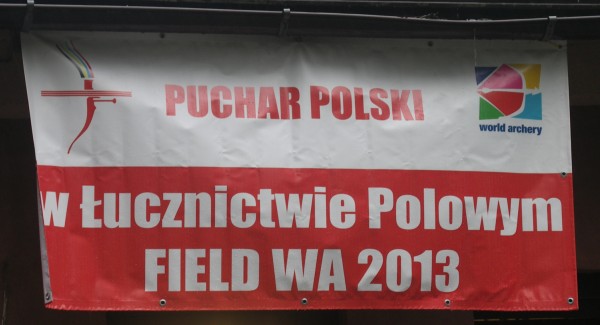 PUCHAR POLSKI
world archery
w Łucznictwie Polowym
FIELD WA 2013